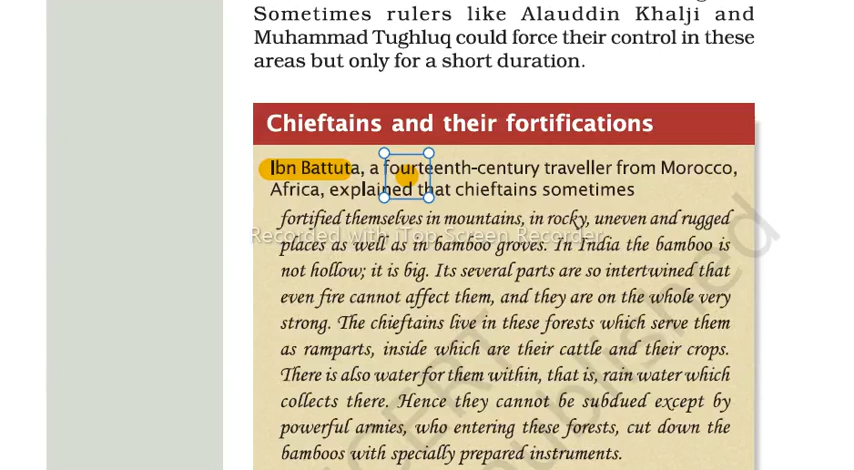 Sometimes rulers like Alauddin Khalji and
Muhammad Tughluq could force their control in these
areas but only for a short duration.
Chieftains and their fortifications
Ibn Battuta, a fourteenth-century traveller from Morocco,
Africa, explained that chieftains sometimes
fortified themselves in mountains, in rocky, uneven and rugged
Recorded with iTop Screen Recorder
places as well as in bamboo groves. In India the bamboo is
not hollow; it is big. Its several parts are so intertwined that
even fire cannot affect them, and they are on the whole very
strong. The chieftains live in these forests which serve them
as ramparts, inside which are their cattle and their crops.
There is also water for them within, that is, rain water which
collects there. Hence they cannot be subdued except by
powerful armies, who entering these forests, cut down the
bamboos with specially prepared instruments.